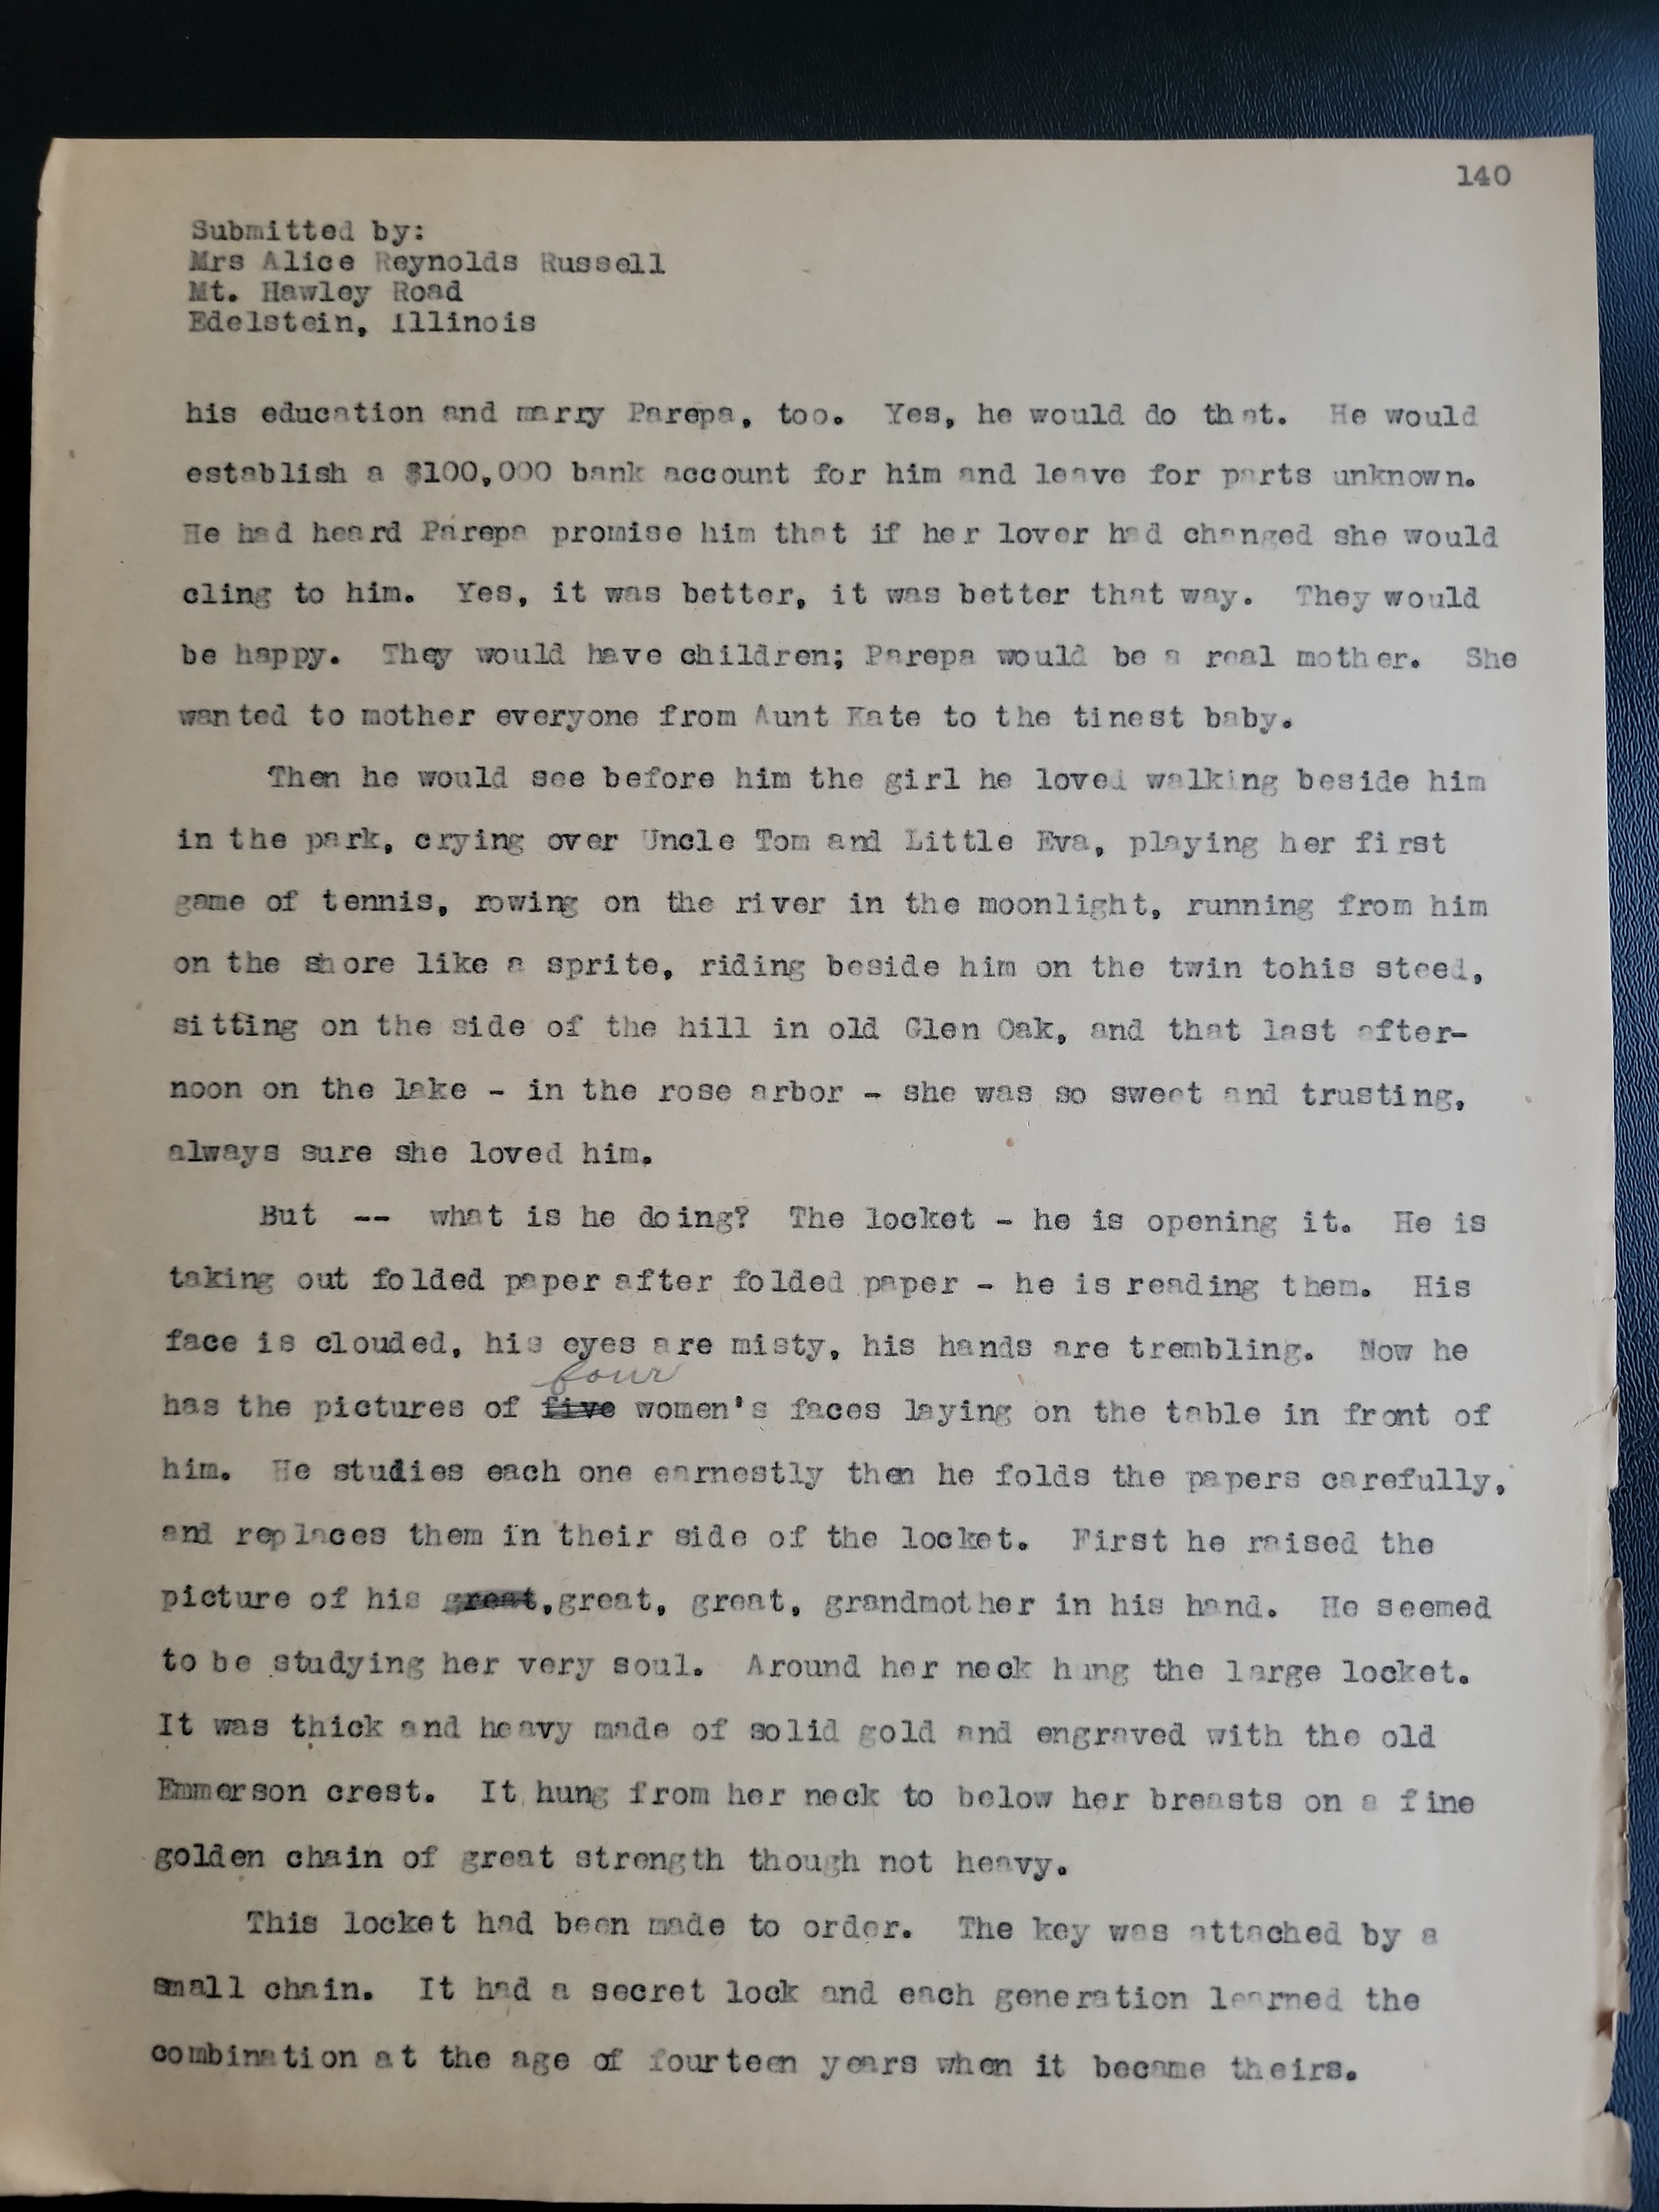 140
Submitted by:
Mrs Alice Reynolds Russell
Mt. Hawley Road
Edelstein, Illinois
his education and marry Parepa, too. Yes, he would do that. He would
establish a $100,000 bank account for him and leave for parts unknown.
He had heard Parepa promise him that if her lover had changed she would
cling to him. Yes, it was better, it was better that way. They would
be happy. They would have children; Parepa would be a real mother. She
wanted to mother everyone from Aunt Kate to the tinest baby.
Then he would see before him the girl he loved walking beside him
in the park, crying over Uncle Tom and Little Eva, playing her first
game of tennis, rowing on the river in the moonlight, running from him
on the shore like a sprite, riding beside him on the twin tohis steed,
sitting on the side of the hill in old Glen Oak, and that last after-
noon on the lake - in the rose arbor - she was so sweet and trusting,
always sure she loved him.
But -- what is he doing? The locket - he is opening it. He is
taking out folded paper after folded paper - he is reading them. His
face is clouded, his eyes are misty, his hands are trembling. Now he
four
has the pictures of five women's faces laying on the table in front of
him. He studies each one earnestly then he folds the papers carefully,
and replaces them in their side of the locket. First he raised the
picture of his great,great, great, grandmother in his hand. He seemed
to be studying her very soul. Around her neck hung the large locket.
It was thick and heavy made of solid gold and engraved with the old
Emmerson crest. It hung from her neck to below her breasts on a fine
golden chain of great strength though not heavy.
This locket had been made to order. The key was attached by a
small chain. It had a secret lock and each generation learned the
combination at the age of fourteen years when it became theirs.